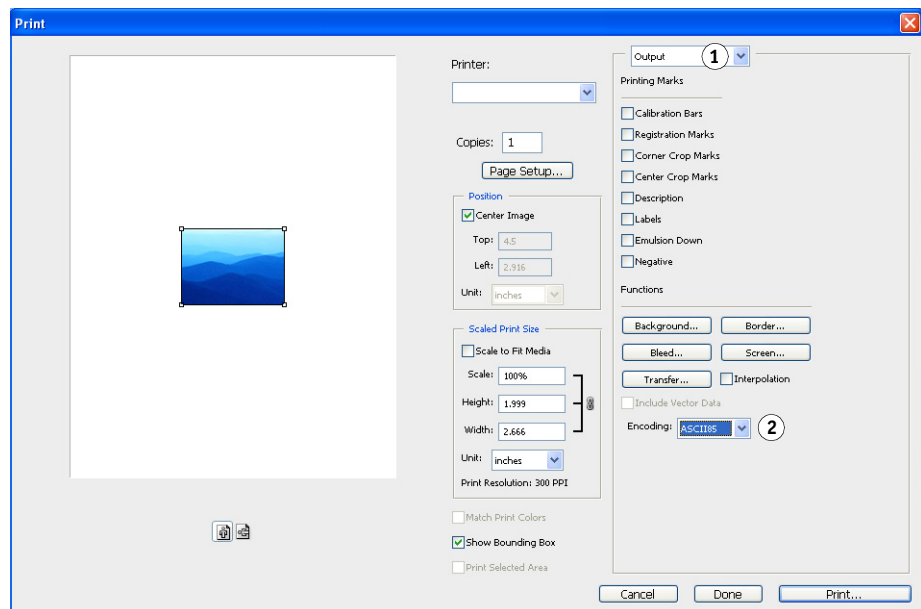 Print
Printer:
Copies: 1
Page Setup...
Position
Center Image
Top: 4.5
Left: 2.916
Unit: inches
Scaled Print Size
Scale to Fit Media
Scale: 100%
Height: 1.999
Width: 2.666
Unit: inches
Print Resolution: 300 PPI
Match Print Colors
Show Bounding Box
Print Selected Area
Output 1
Printing Marks
Calibration Bars
Registration Marks
Corner Crop Marks
Center Crop Marks
Description
Labels
Emulsion Down
Negative
Functions
Background... Border...
Bleed... Screen...
Transfer... Interpolation
Include Vector Data
Encoding: ASCII85 2
Cancel Done Print...